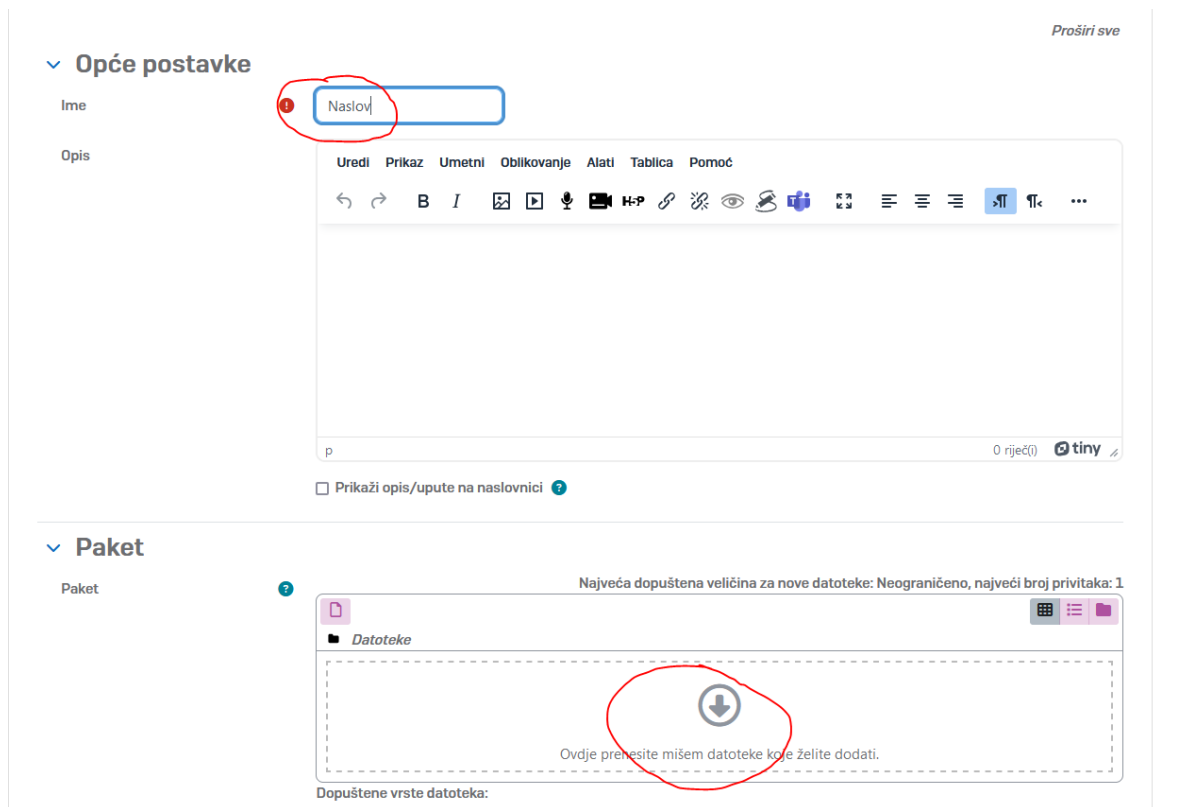 Proširi sve
Opće postavke
Ime
Naslov
Opis
Uredi Prikaz Umetni Oblikovanje Alati Tablica Pomoć
B I H-P
p
0 riječ(i) tiny
Prikaži opis/upute na naslovnici ?
Paket
Paket ?
Najveća dopuštena veličina za nove datoteke: Neograničeno, najveći broj privitaka: 1
Datoteke
Ovdje prenesite mišem datoteke koje želite dodati.
Dopuštene vrste datoteka: